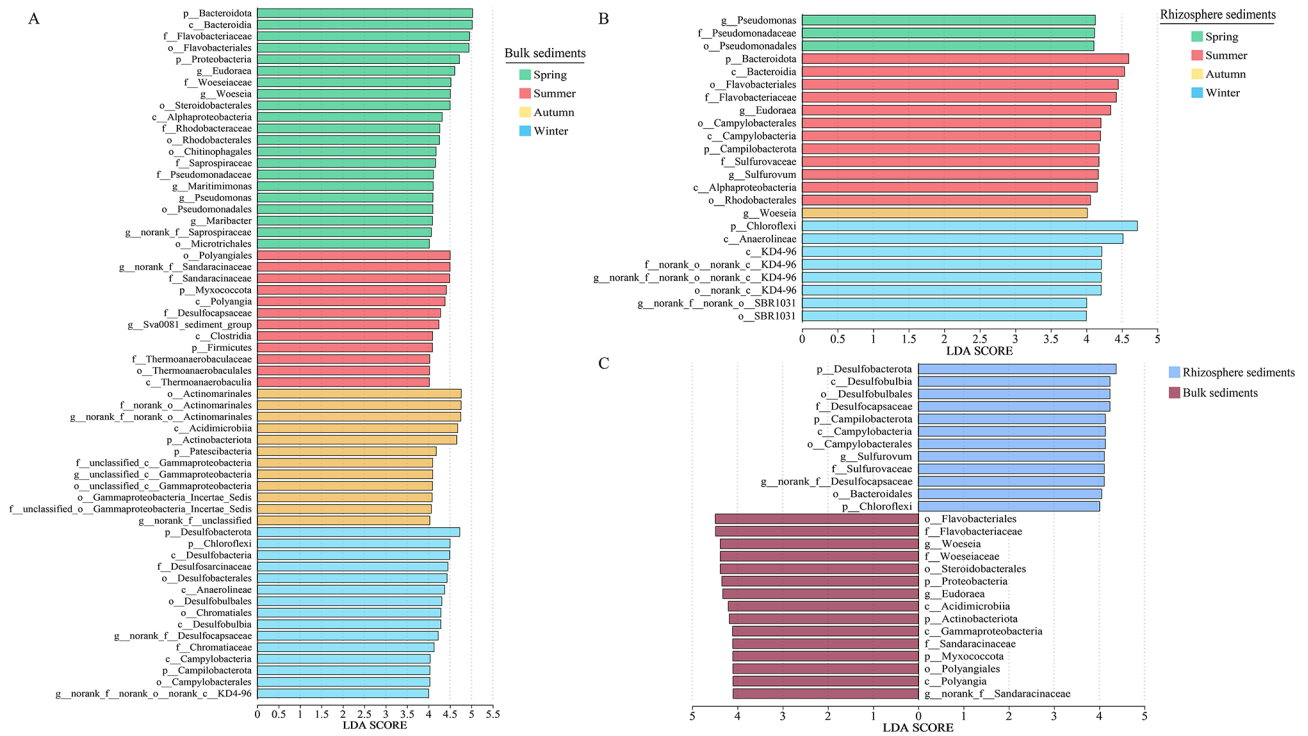 A
p__Bacteroidota
c__Bacteroidia
f__Flavobacteriaceae
o__Flavobacteriales
p__Proteobacteria
g__Eudoraea
f__Woeseiaceae
g__Woeseia
o__Steroidobacterales
c__Alphaproteobacteria
f__Rhodobacteraceae
o__Rhodobacterales
o__Chitinophagales
f__Saprospiraceae
f__Pseudomonadaceae
g__Maritimimonas
g__Pseudomonas
o__Pseudomonadales
g__Maribacter
g__norank_f__Saprospiraceae
o__Microtrichales
o__Polyangiales
g__norank_f__Sandaracinaceae
f__Sandaracinaceae
p__Myxococcota
c__Polyangia
f__Desulfocapsaceae
g__Sva0081_sediment_group
c__Clostridia
p__Firmicutes
f__Thermoanaerobaculaceae
o__Thermoanaerobaculales
c__Thermoanaerobaculia
o__Actinomarinales
f__norank_o__Actinomarinales
g__norank_f__norank_o__Actinomarinales
c__Acidimicrobiia
p__Actinobacteriota
p__Patescibacteria
f__unclassified_c__Gammaproteobacteria
g__unclassified_c__Gammaproteobacteria
o__unclassified_c__Gammaproteobacteria
o__Gammaproteobacteria_Incertae_Sedis
f__unclassified_o__Gammaproteobacteria_Incertae_Sedis
g__norank_f__unclassified
p__Desulfobacterota
p__Chloroflexi
c__Desulfobacteria
f__Desulfosarcinaceae
o__Desulfobacterales
c__Anaerolineae
o__Desulfobulbales
o__Chromatiales
c__Desulfobulbia
g__norank_f__Desulfocapsaceae
f__Chromatiaceae
c__Campylobacteria
p__Campilobacterota
o__Campylobacterales
g__norank_f__norank_o__norank_c__KD4-96
0 0.5 1 1.5 2 2.5 3 3.5 4 4.5 5 5.5
LDA SCORE
Bulk sediments
Spring
Summer
Autumn
Winter
B
g__Pseudomonas
f__Pseudomonadaceae
o__Pseudomonadales
p__Bacteroidota
c__Bacteroidia
o__Flavobacteriales
f__Flavobacteriaceae
g__Eudoraea
o__Campylobacterales
c__Campylobacteria
p__Campilobacterota
f__Sulfurovaceae
g__Sulfurovum
c__Alphaproteobacteria
o__Rhodobacterales
g__Woeseia
p__Chloroflexi
c__Anaerolineae
c__KD4-96
f__norank_o__norank_c__KD4-96
g__norank_f__norank_o__norank_c__KD4-96
o__norank_c__KD4-96
g__norank_f__norank_o__SBR1031
o__SBR1031
0 0.5 1 1.5 2 2.5 3 3.5 4 4.5 5
LDA SCORE
Rhizosphere sediments
Spring
Summer
Autumn
Winter
C
p__Desulfobacterota
c__Desulfobulbia
o__Desulfobulbales
f__Desulfocapsaceae
p__Campilobacterota
c__Campylobacteria
o__Campylobacterales
g__Sulfurovum
f__Sulfurovaceae
g__norank_f__Desulfocapsaceae
o__Bacteroidales
p__Chloroflexi
o__Flavobacteriales
f__Flavobacteriaceae
g__Woeseia
f__Woeseiaceae
o__Steroidobacterales
p__Proteobacteria
g__Eudoraea
c__Acidimicrobiia
p__Actinobacteriota
c__Gammaproteobacteria
f__Sandaracinaceae
p__Myxococcota
o__Polyangiales
c__Polyangia
g__norank_f__Sandaracinaceae
5 4 3 2 1 0 0 1 2 3 4 5
LDA SCORE
Rhizosphere sediments
Bulk sediments